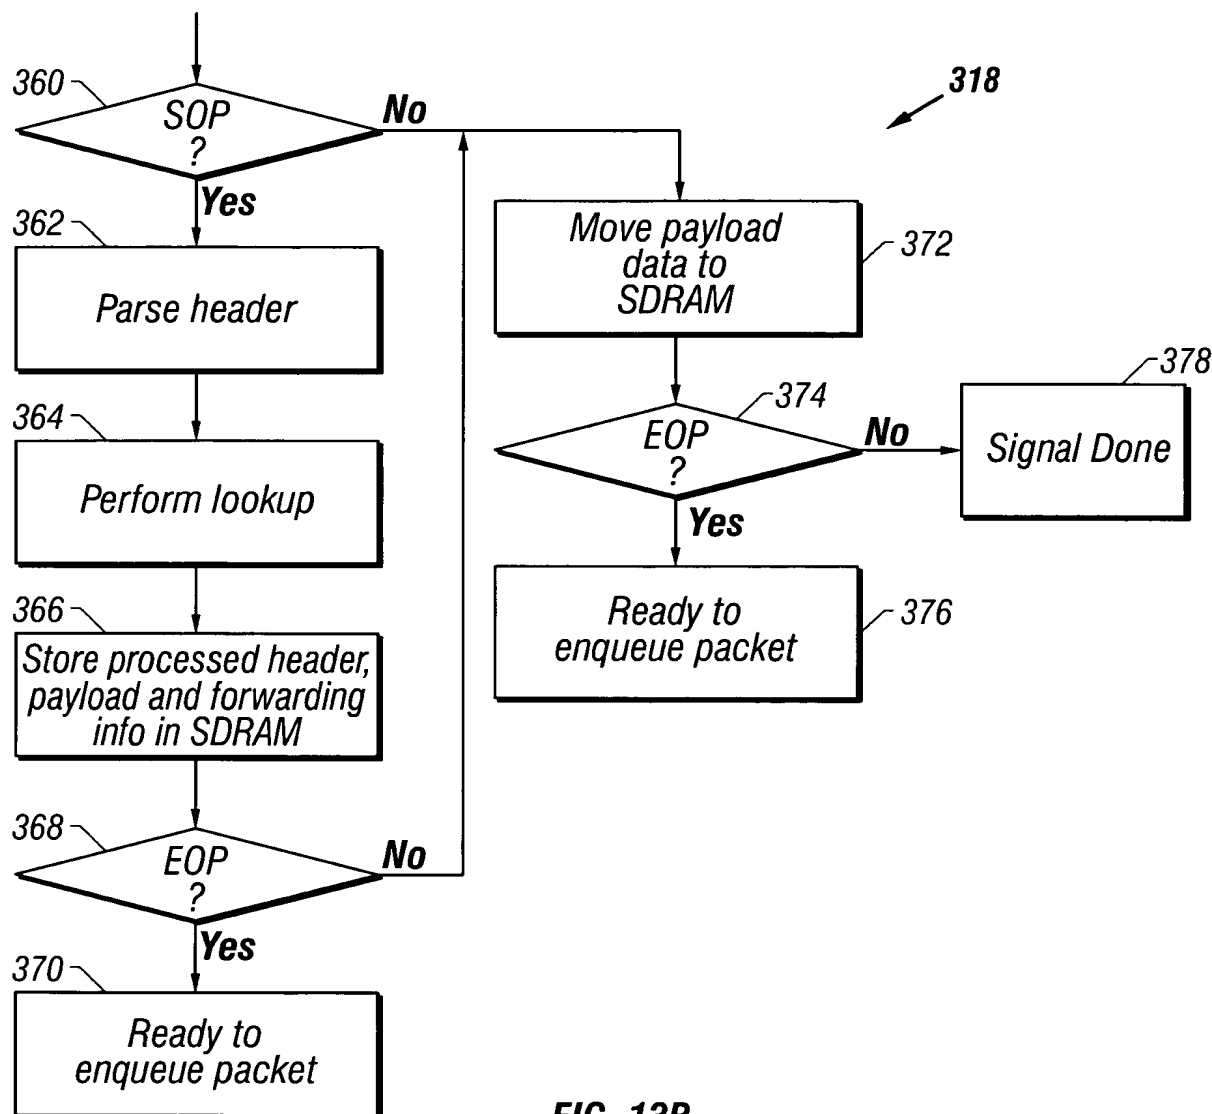 318
360
SOP
?
No
Yes
362
Parse header
364
Perform lookup
366
Store processed header,
payload and forwarding
info in SDRAM
368
EOP
?
No
Yes
370
Ready to
enqueue packet
Move payload
data to
SDRAM
372
374
EOP
?
No
Yes
378
Signal Done
Ready to
enqueue packet
376
FIG. 13B